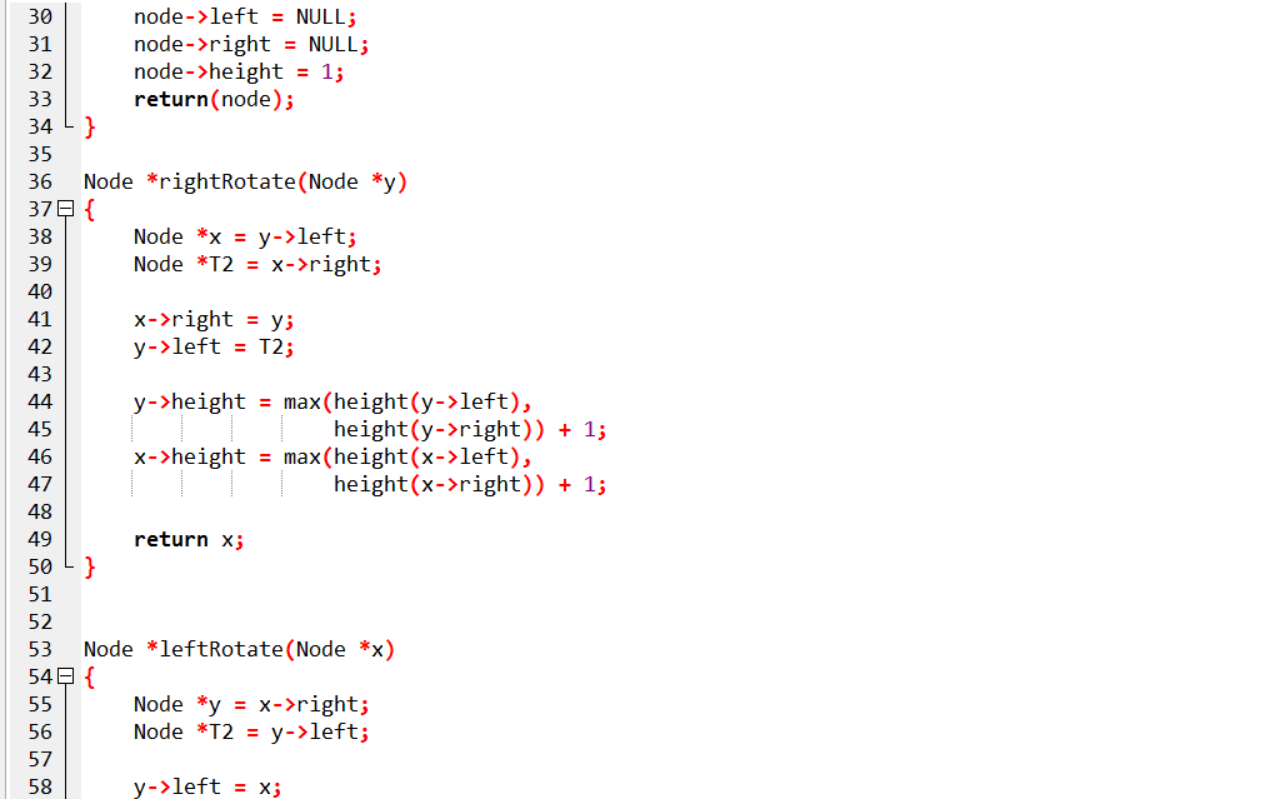 30 node->left = NULL;
31 node->right = NULL;
32 node->height = 1;
33 return(node);
34 }
35
36 Node *rightRotate(Node *y)
37 {
38 Node *x = y->left;
39 Node *T2 = x->right;
40
41 x->right = y;
42 y->left = T2;
43
44 y->height = max(height(y->left),
45 height(y->right)) + 1;
46 x->height = max(height(x->left),
47 height(x->right)) + 1;
48
49 return x;
50 }
51
52
53 Node *leftRotate(Node *x)
54 {
55 Node *y = x->right;
56 Node *T2 = y->left;
57
58 y->left = x;